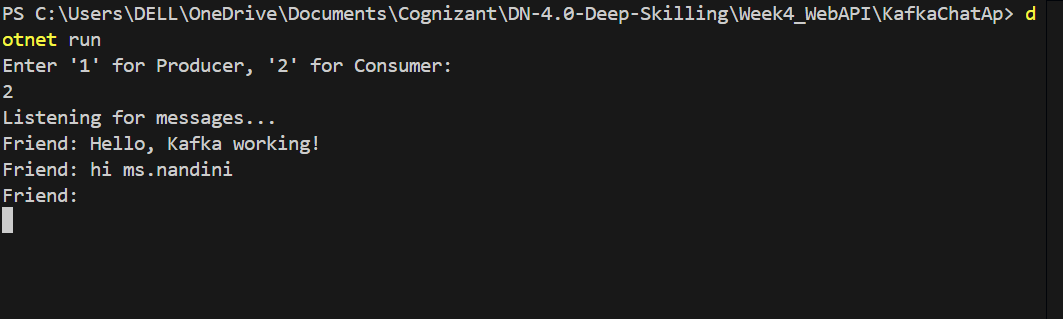 PS C:\Users\DELL\OneDrive\Documents\Cognizant\DN-4.0-Deep-Skilling\Week4_WebAPI\KafkaChatAp> d
otnet run
Enter '1' for Producer, '2' for Consumer:
2
Listening for messages...
Friend: Hello, Kafka working!
Friend: hi ms.nandini
Friend: